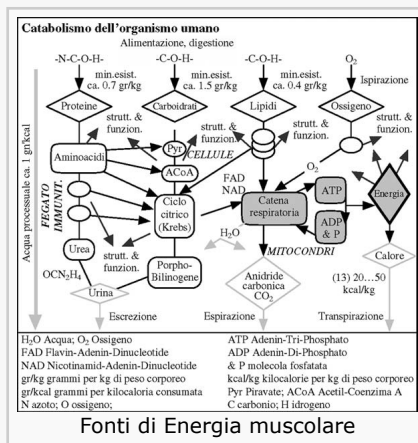 Catabolismo dell'organismo umano
Alimentazione, digestione
-N-C-O-H- -C-O-H- -C-O-H- O2
min.esist. ca. 0.7 gr/kg
min.esist. ca. 1.5 gr/kg
min.esist. ca. 0.4 gr/kg
Ispirazione
Proteine Carboidrati Lipidi Ossigeno
strutt. & funzion.
strutt. & funzion.
strutt. & funzion.
Aminoacidi
Pyr
CELLULE
ACoA
O2
FAD
NAD
ATP
Energia
FEGATO
IMMUNIT.
Ciclo citrico (Krebs)
Catena respiratoria
ADP & P
H2O
MITOCONDRI
Urea
strutt. & funzion.
Calore
OCN2H4
Porpho-Bilinogene
Anidride carbonica CO2
(13) 20…50 kcal/kg
Urina
Escrezione Espirazione Transpirazione
Acqua processuale ca. 1 gr/kcal
H2O Acqua; O2 Ossigeno
FAD Flavin-Adenin-Dinucleotide
NAD Nicotinamid-Adenin-Dinucleotide
gr/kg grammi per kg di peso corporeo
gr/kcal grammi per kilocaloria consumata
N azoto; O ossigeno;
ATP Adenin-Tri-Phosphato
ADP Adenin-Di-Phosphato
& P molecola fosfatata
kcal/kg kilocalorie per kg di peso corporeo
Pyr Piravate; ACoA Acetil-Coenzima A
C carbonio; H idrogeno
Fonti di Energia muscolare